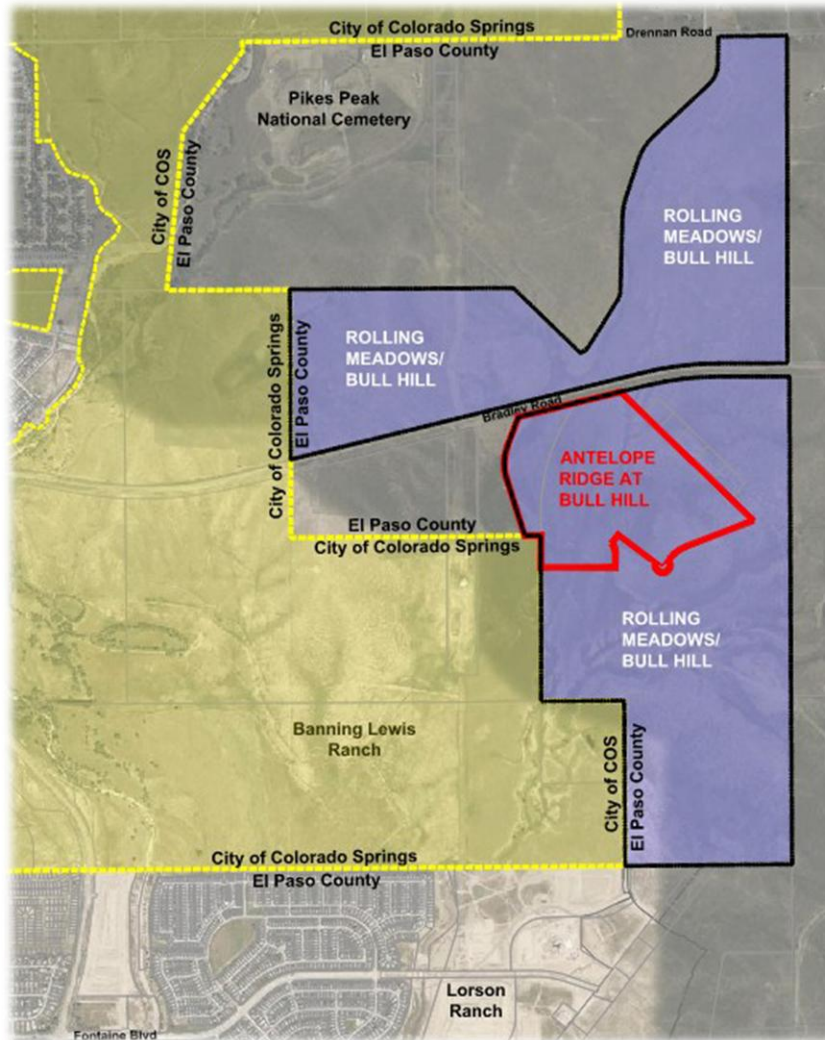 City of Colorado Springs
El Paso County
Drennan Road
Pikes Peak
National Cemetery
City of COS
El Paso County
ROLLING
MEADOWS/
BULL HILL
City of Colorado Springs
El Paso County
ROLLING
MEADOWS/
BULL HILL
Bradley Road
ANTELOPE
RIDGE AT
BULL HILL
El Paso County
City of Colorado Springs
ROLLING
MEADOWS/
BULL HILL
Banning Lewis
Ranch
City of COS
El Paso County
City of Colorado Springs
El Paso County
Lorson
Ranch
Fontaine Blvd